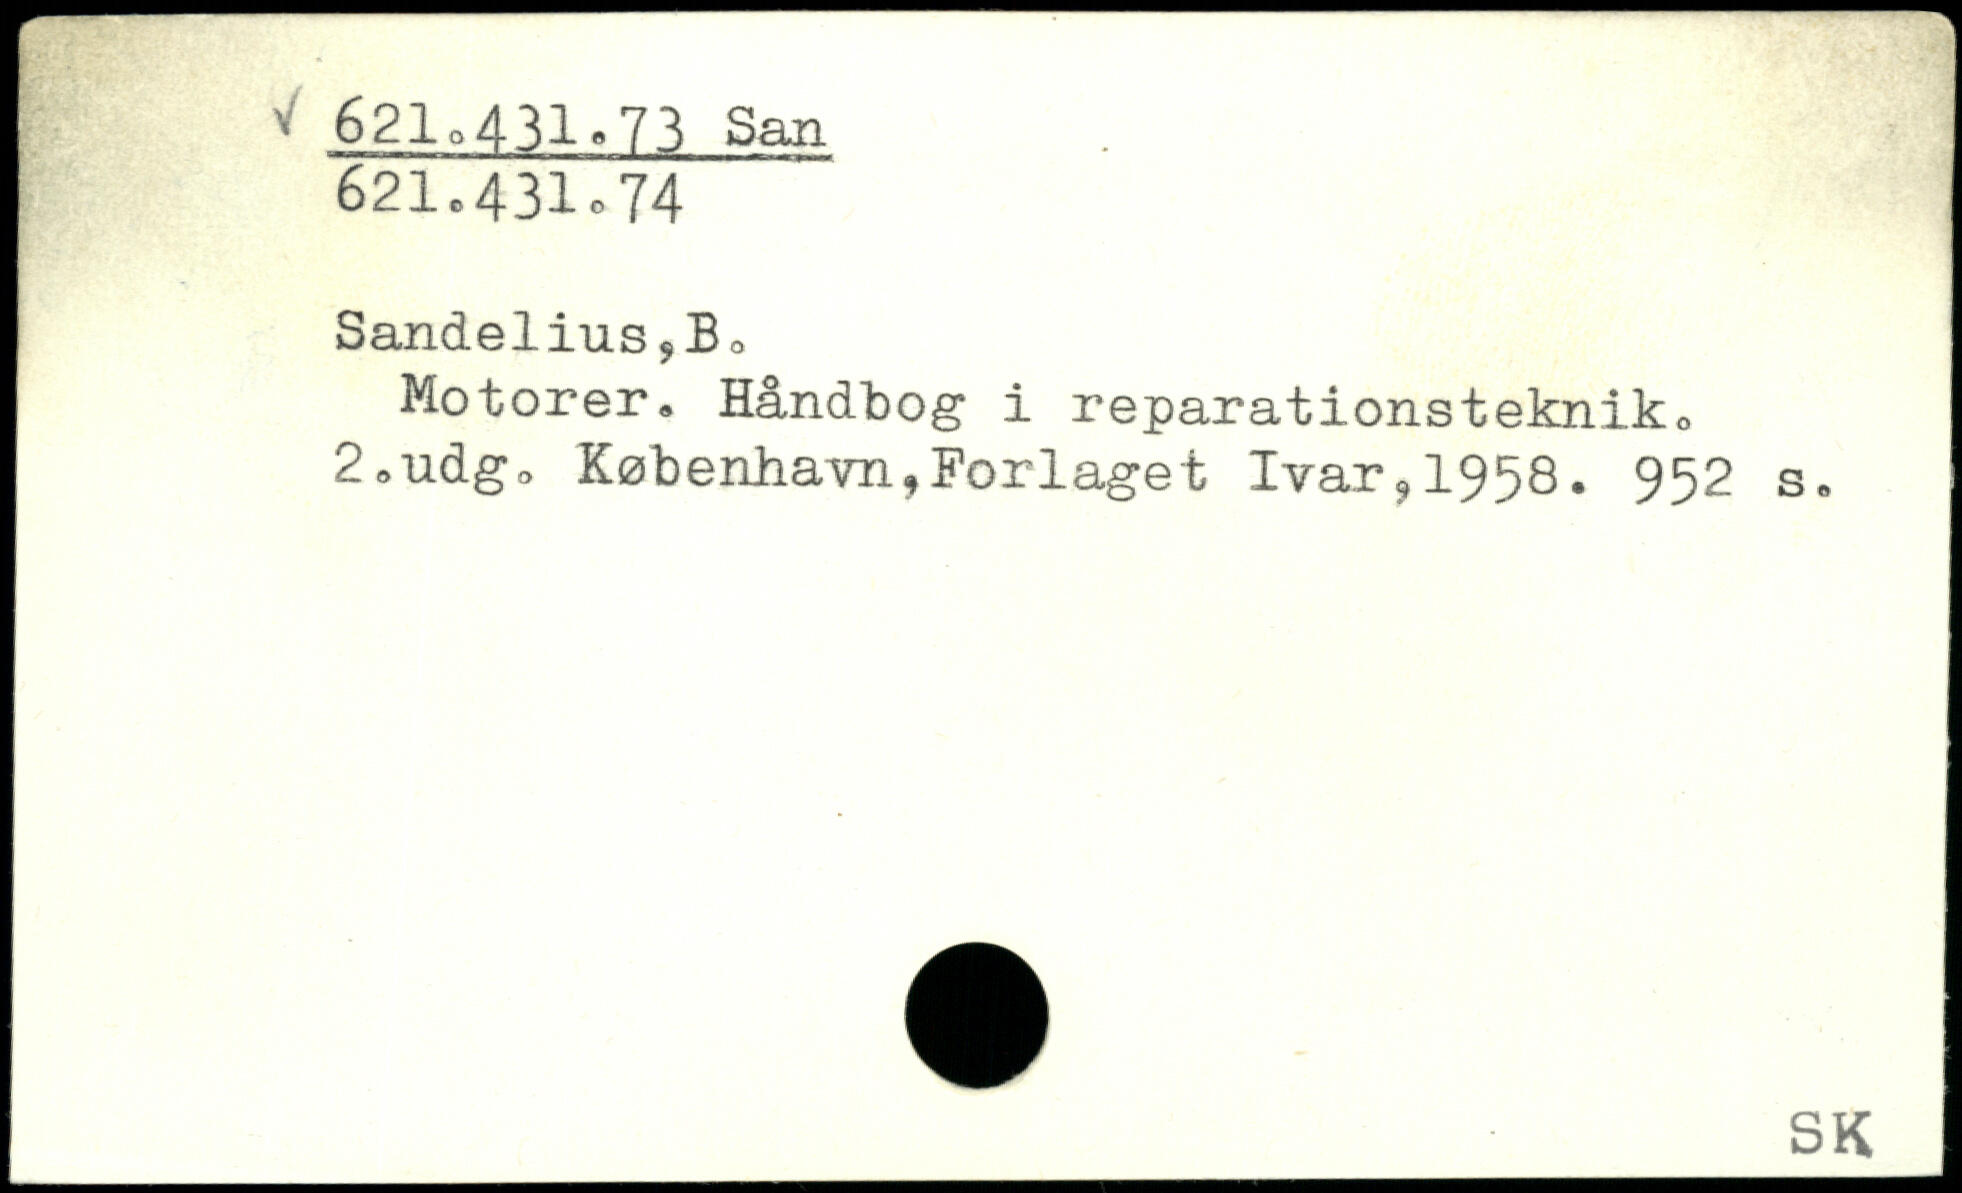 ✓ 621.431.73 San
621.431.74
Sandelius,B.
Motorer. Håndbog i reparationsteknik.
2.udg. København,Forlaget Ivar,1958. 952 s.
SK